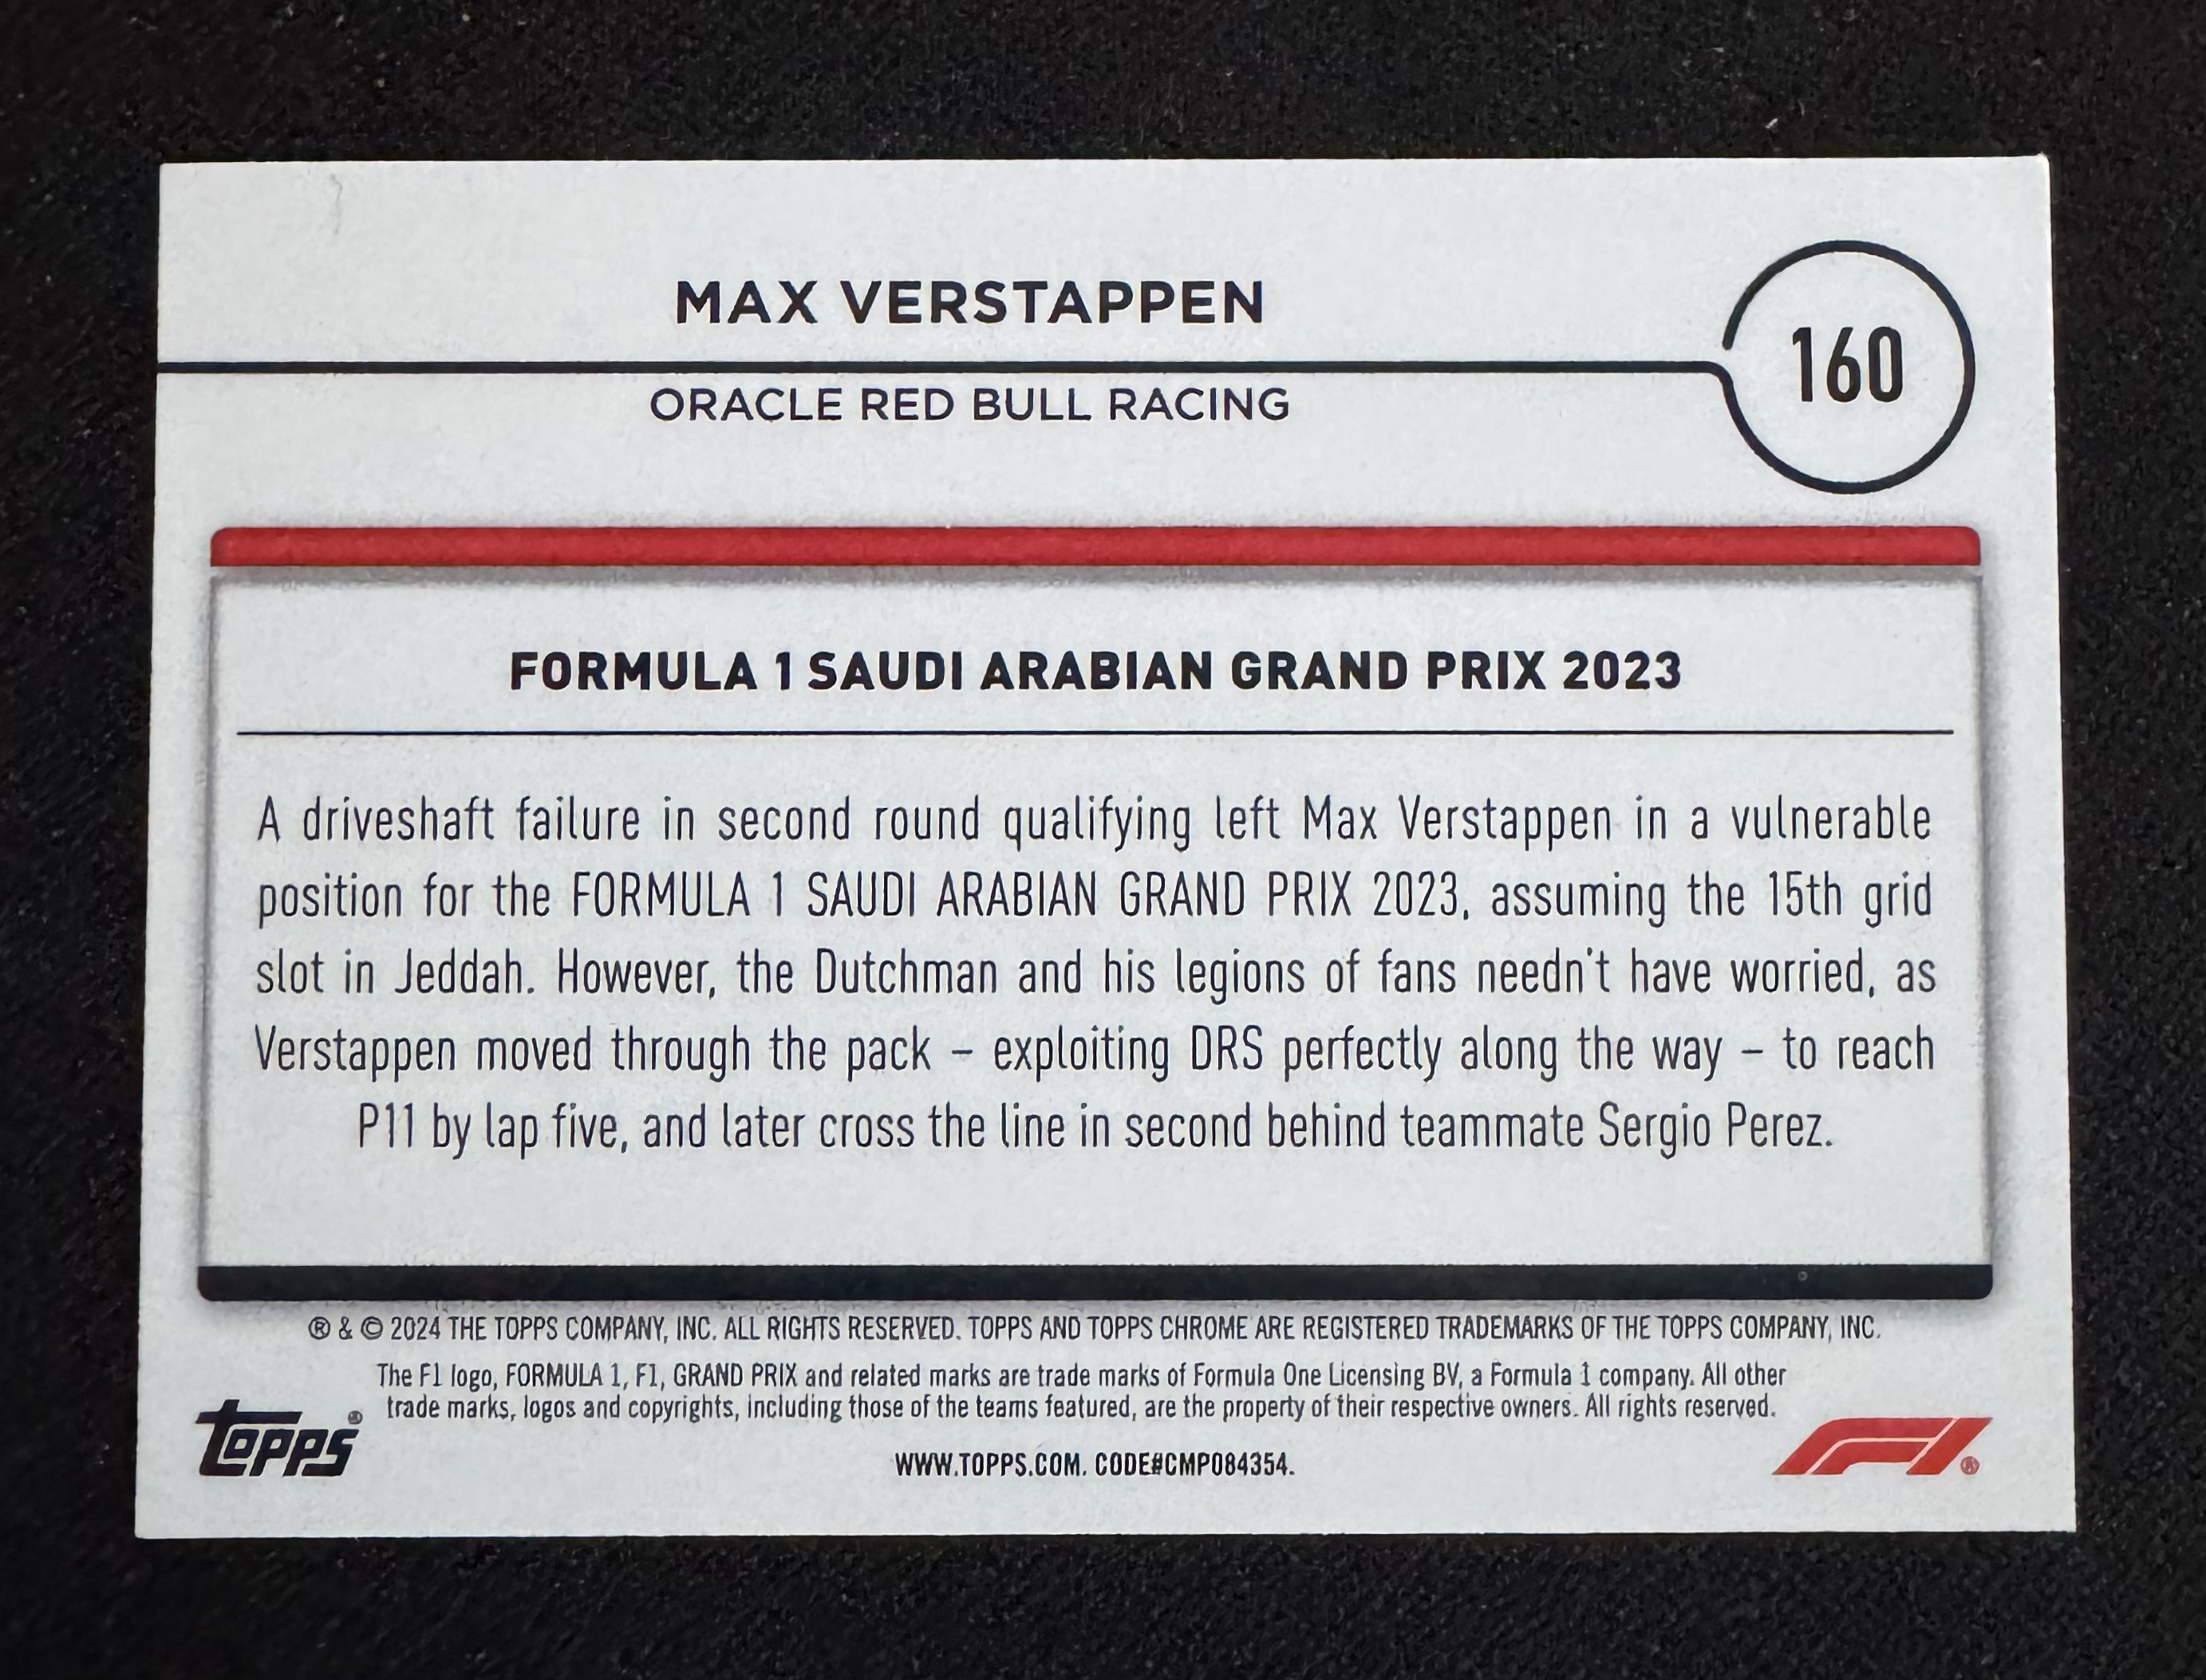 MAX VERSTAPPEN
160
ORACLE RED BULL RACING
FORMULA 1 SAUDI ARABIAN GRAND PRIX 2023
A driveshaft failure in second round qualifying left Max Verstappen in a vulnerable
position for the FORMULA 1 SAUDI ARABIAN GRAND PRIX 2023, assuming the 15th grid
slot in Jeddah. However, the Dutchman and his legions of fans needn't have worried, as
Verstappen moved through the pack – exploiting DRS perfectly along the way – to reach
P11 by lap five, and later cross the line in second behind teammate Sergio Perez.
® & © 2024 THE TOPPS COMPANY, INC. ALL RIGHTS RESERVED. TOPPS AND TOPPS CHROME ARE REGISTERED TRADEMARKS OF THE TOPPS COMPANY, INC.
The F1 logo, FORMULA 1, F1, GRAND PRIX and related marks are trade marks of Formula One Licensing BV, a Formula 1 company. All other
trade marks, logos and copyrights, including those of the teams featured, are the property of their respective owners. All rights reserved.
Topps®
WWW.TOPPS.COM. CODE#CMP084354.
F1®